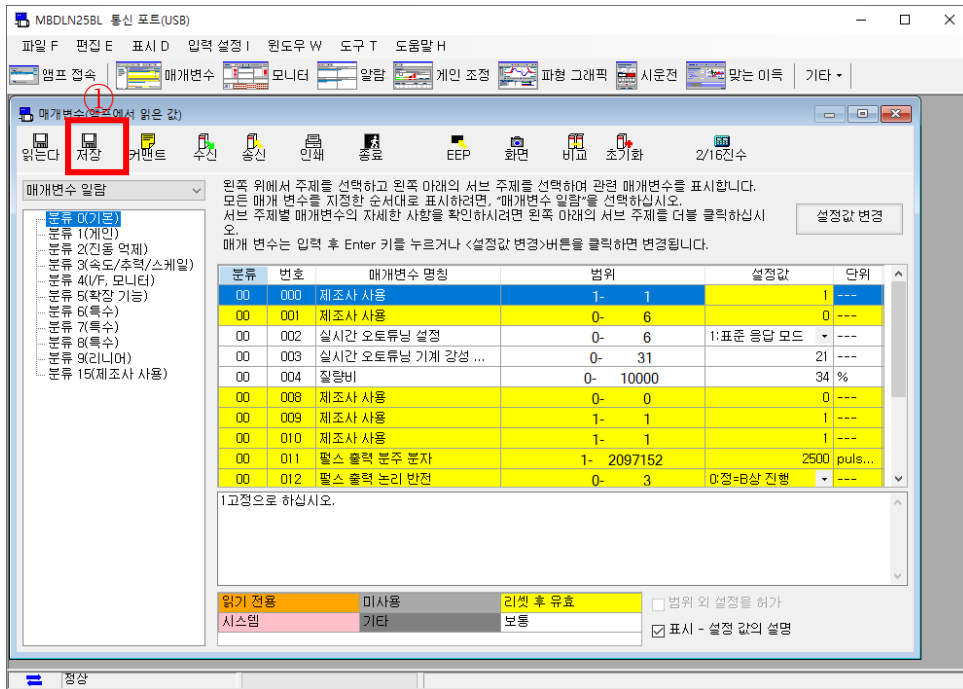 MBDLN25BL 통신 포트(USB)
파일 F 편집 E 표시 D 입력 설정 I 윈도우 W 도구 T 도움말 H
앰프 접속 매개변수 모니터 알람 게인 조정 파형 그래픽 시운전 맞는 이득 기타
①
매개변수(앰프에서 읽은 값)
읽는다 저장 커맨트 수신 송신 인쇄 종료 EEP 화면 비교 초기화 2/16진수
매개변수 일람
분류 0(기본)
분류 1(게인)
분류 2(진동 억제)
분류 3(속도/추력/스케일)
분류 4(I/F, 모니터)
분류 5(확장 기능)
분류 6(특수)
분류 7(특수)
분류 8(특수)
분류 9(리니어)
분류 15(제조사 사용)
왼쪽 위에서 주제를 선택하고 왼쪽 아래의 서브 주제를 선택하여 관련 매개변수를 표시합니다.
모든 매개 변수를 지정한 순서대로 표시하려면, "매개변수 일람"을 선택하십시오.
서브 주제별 매개변수의 자세한 사항을 확인하시려면 왼쪽 아래의 서브 주제를 더블 클릭하십시
오.
매개 변수는 입력 후 Enter 키를 누르거나 <설정값 변경>버튼을 클릭하면 변경됩니다.
설정값 변경
분류 번호 매개변수 명칭 범위 설정값 단위
00 000 제조사 사용 1- 1 1 ---
00 001 제조사 사용 0- 6 0 ---
00 002 실시간 오토튜닝 설정 0- 6 1:표준 응답 모드 ---
00 003 실시간 오토튜닝 기계 강성 ... 0- 31 21 ---
00 004 질량비 0- 10000 34 %
00 008 제조사 사용 0- 0 0 ---
00 009 제조사 사용 1- 1 1 ---
00 010 제조사 사용 1- 1 1 ---
00 011 펄스 출력 분주 분자 1- 2097152 2500 puls...
00 012 펄스 출력 논리 반전 0- 3 0:정=B상 진행 ---
1고정으로 하십시오.
읽기 전용 미사용 리셋 후 유효
시스템 기타 보통
범위 외 설정을 허가
표시 - 설정 값의 설명
정상